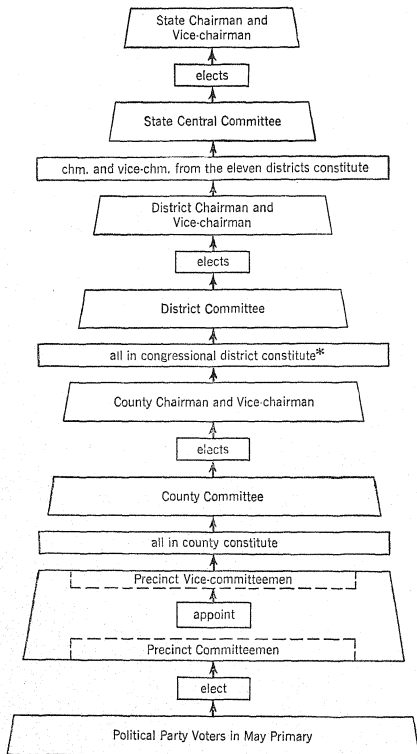 State Chairman and
Vice-chairman
elects
State Central Committee
chm. and vice-chm. from the eleven districts constitute
District Chairman and
Vice-chairman
elects
District Committee
all in congressional district constitute*
County Chairman and Vice-chairman
elects
County Committee
all in county constitute
Precinct Vice-committeemen
appoint
Precinct Committeemen
elect
Political Party Voters in May Primary